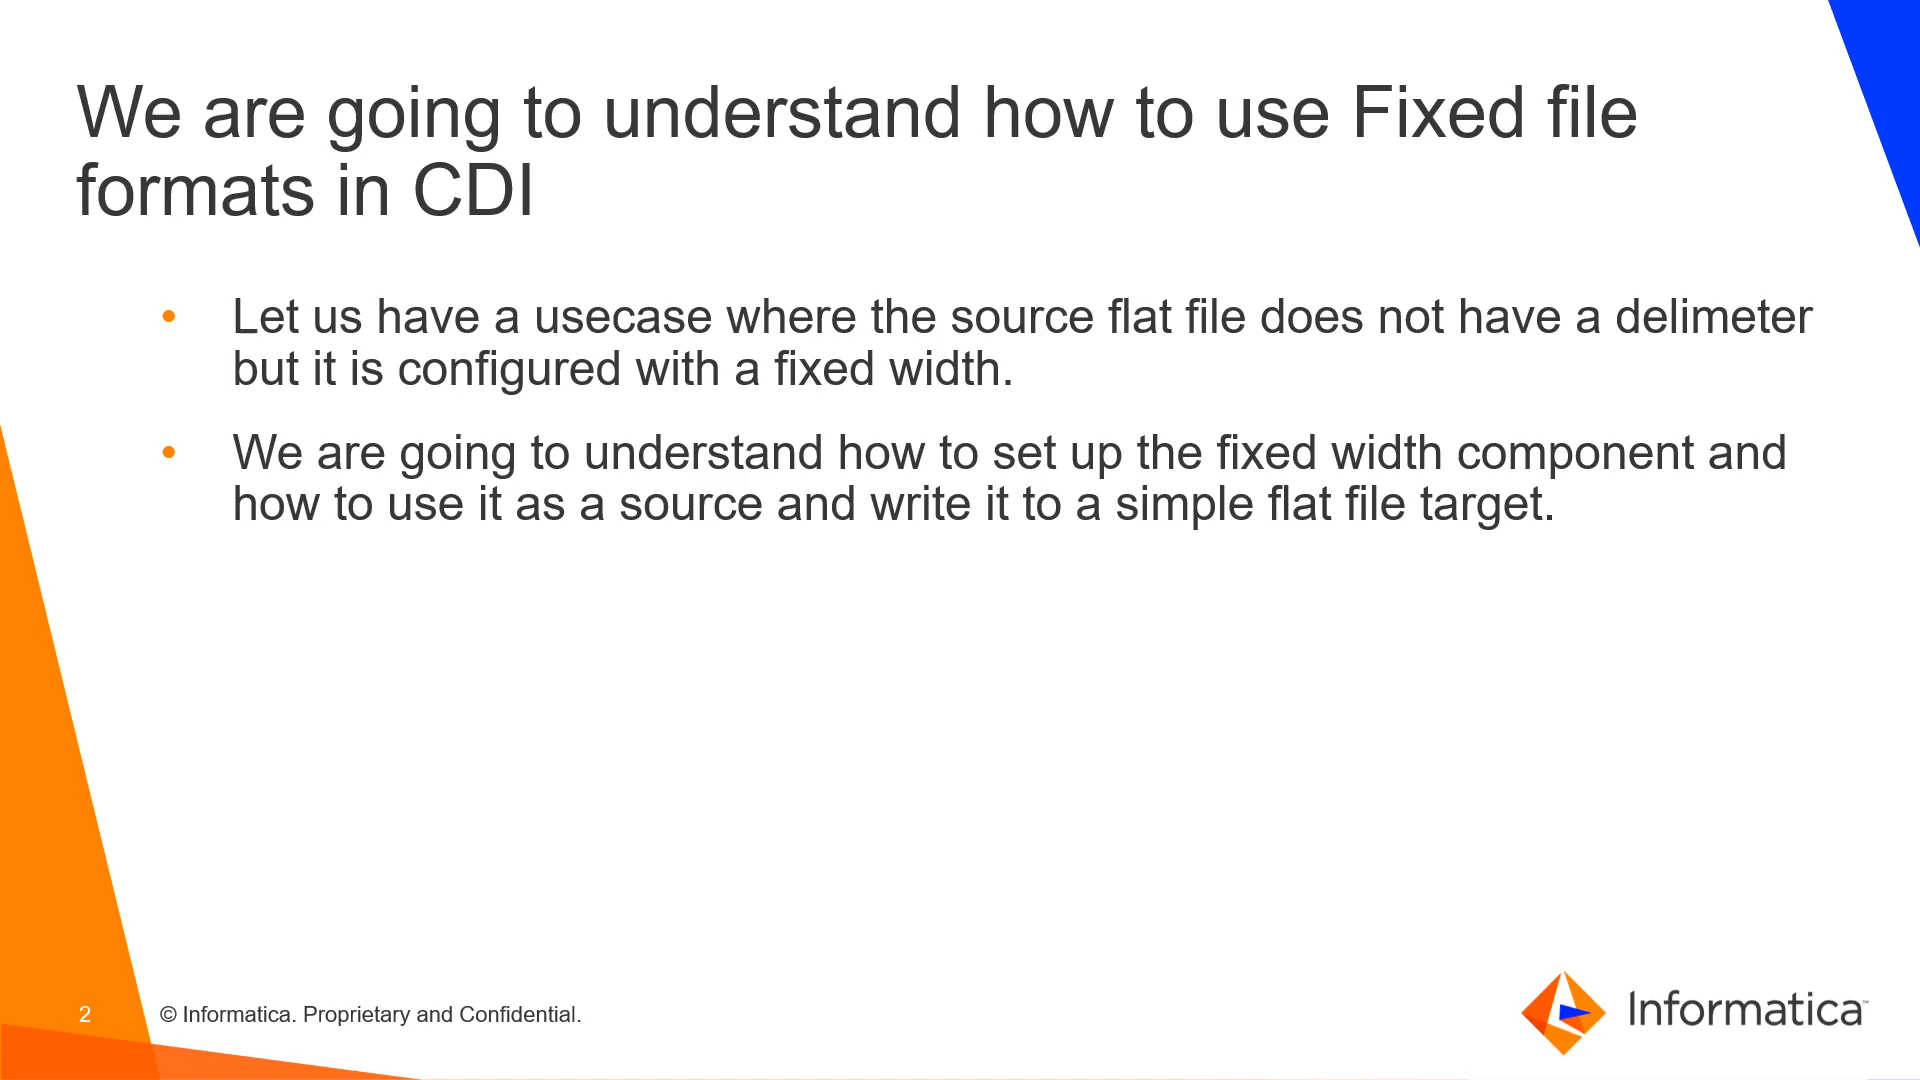 We are going to understand how to use Fixed file
formats in CDI
• Let us have a usecase where the source flat file does not have a delimeter
but it is configured with a fixed width.
• We are going to understand how to set up the fixed width component and
how to use it as a source and write it to a simple flat file target.
2 © Informatica. Proprietary and Confidential.
Informatica™